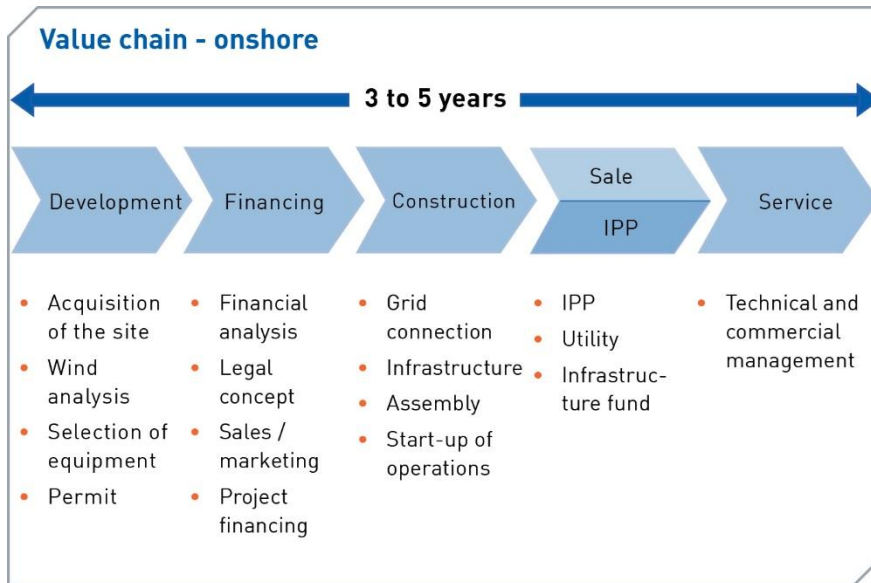 Value chain - onshore
3 to 5 years
Development
Financing
Construction
Sale
IPP
Service
• Acquisition
of the site
• Wind
analysis
• Selection of
equipment
• Permit
• Financial
analysis
• Legal
concept
• Sales /
marketing
• Project
financing
• Grid
connection
• Infrastructure
• Assembly
• Start-up of
operations
• IPP
• Utility
• Infrastruc-
ture fund
• Technical and
commercial
management